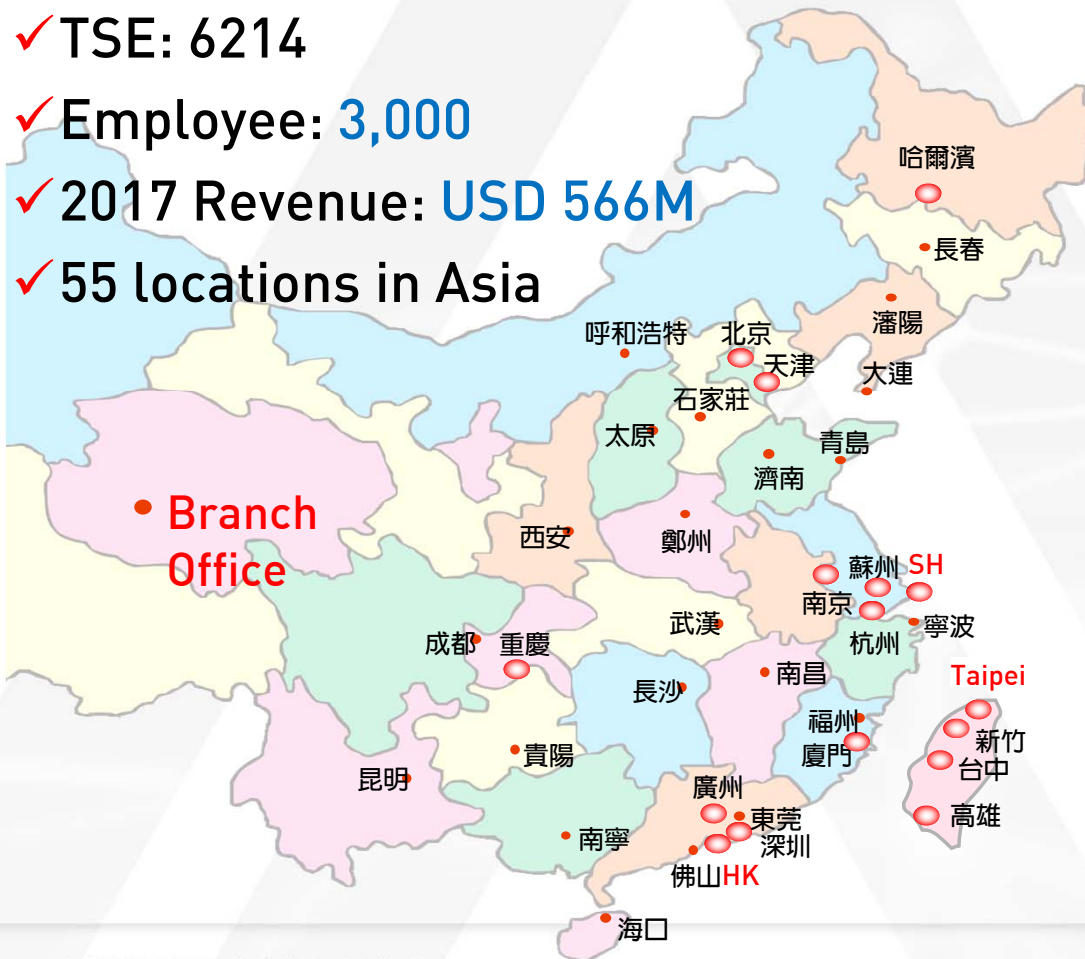 TSE: 6214
Employee: 3,000
2017 Revenue: USD 566M
55 locations in Asia
哈爾濱
長春
瀋陽
呼和浩特
北京
天津
大連
石家莊
太原
青島
濟南
Branch
Office
西安
鄭州
蘇州 SH
南京
武漢
寧波
杭州
成都
重慶
南昌
長沙
Taipei
福州
新竹
廈門
台中
貴陽
昆明
廣州
高雄
東莞
南寧
深圳
佛山HK
海口